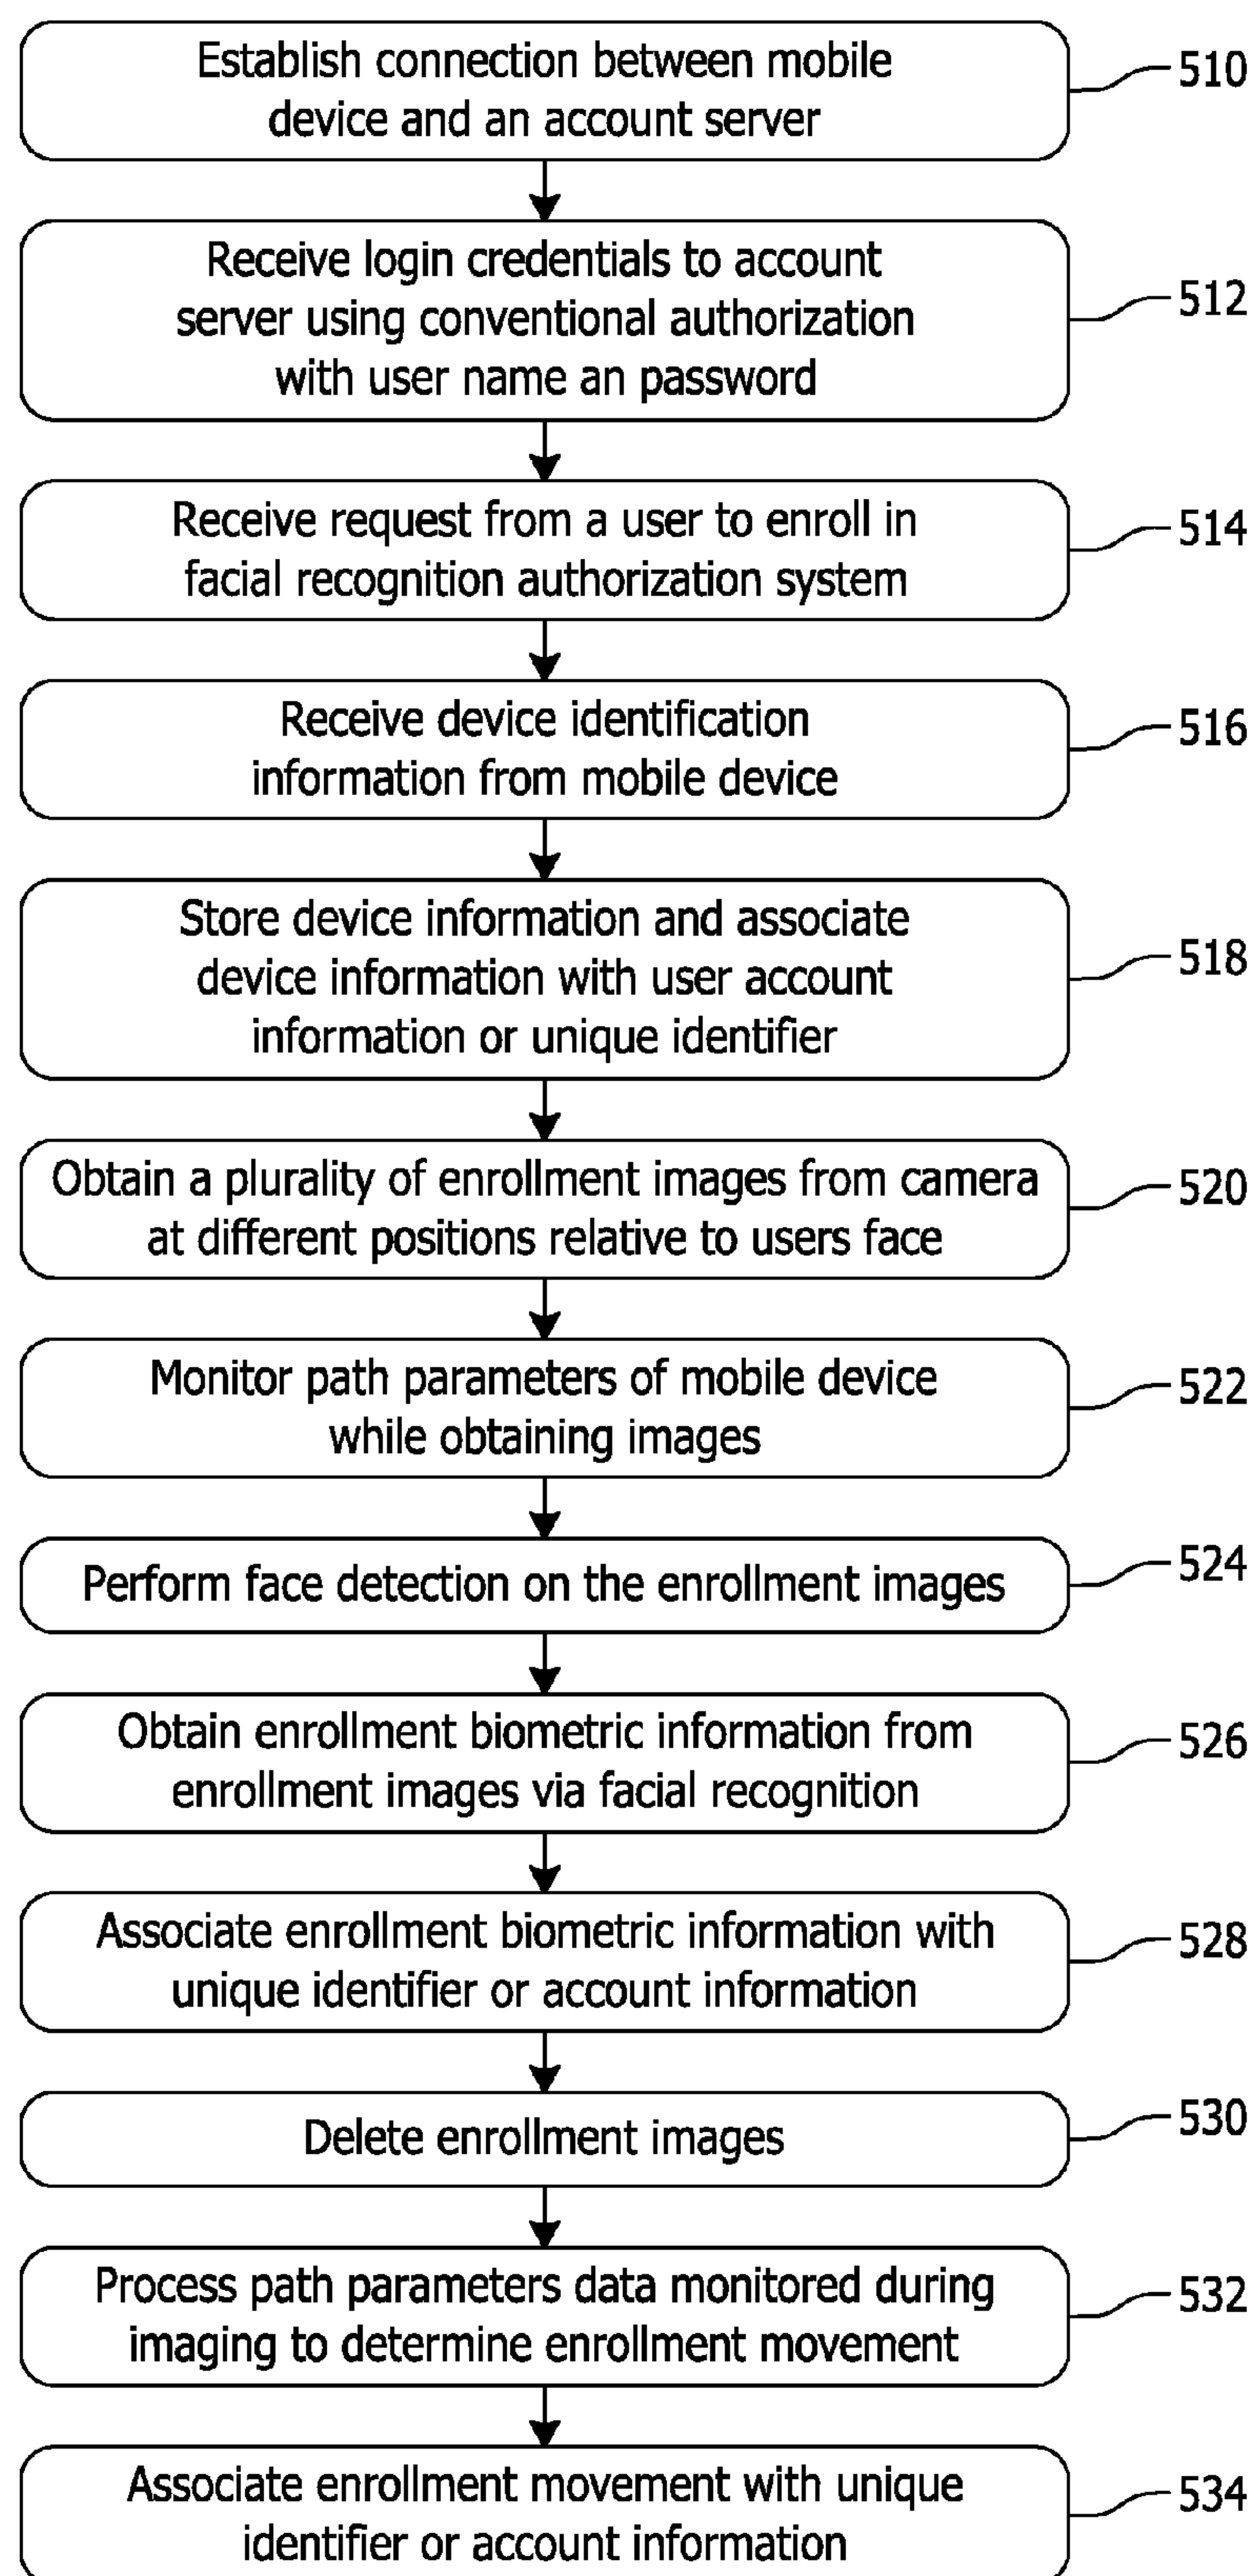 Establish connection between mobile
device and an account server
510
Receive login credentials to account
server using conventional authorization
with user name an password
512
Receive request from a user to enroll in
facial recognition authorization system
514
Receive device identification
information from mobile device
516
Store device information and associate
device information with user account
information or unique identifier
518
Obtain a plurality of enrollment images from camera
at different positions relative to users face
520
Monitor path parameters of mobile device
while obtaining images
522
Perform face detection on the enrollment images
524
Obtain enrollment biometric information from
enrollment images via facial recognition
526
Associate enrollment biometric information with
unique identifier or account information
528
Delete enrollment images
530
Process path parameters data monitored during
imaging to determine enrollment movement
532
Associate enrollment movement with unique
identifier or account information
534